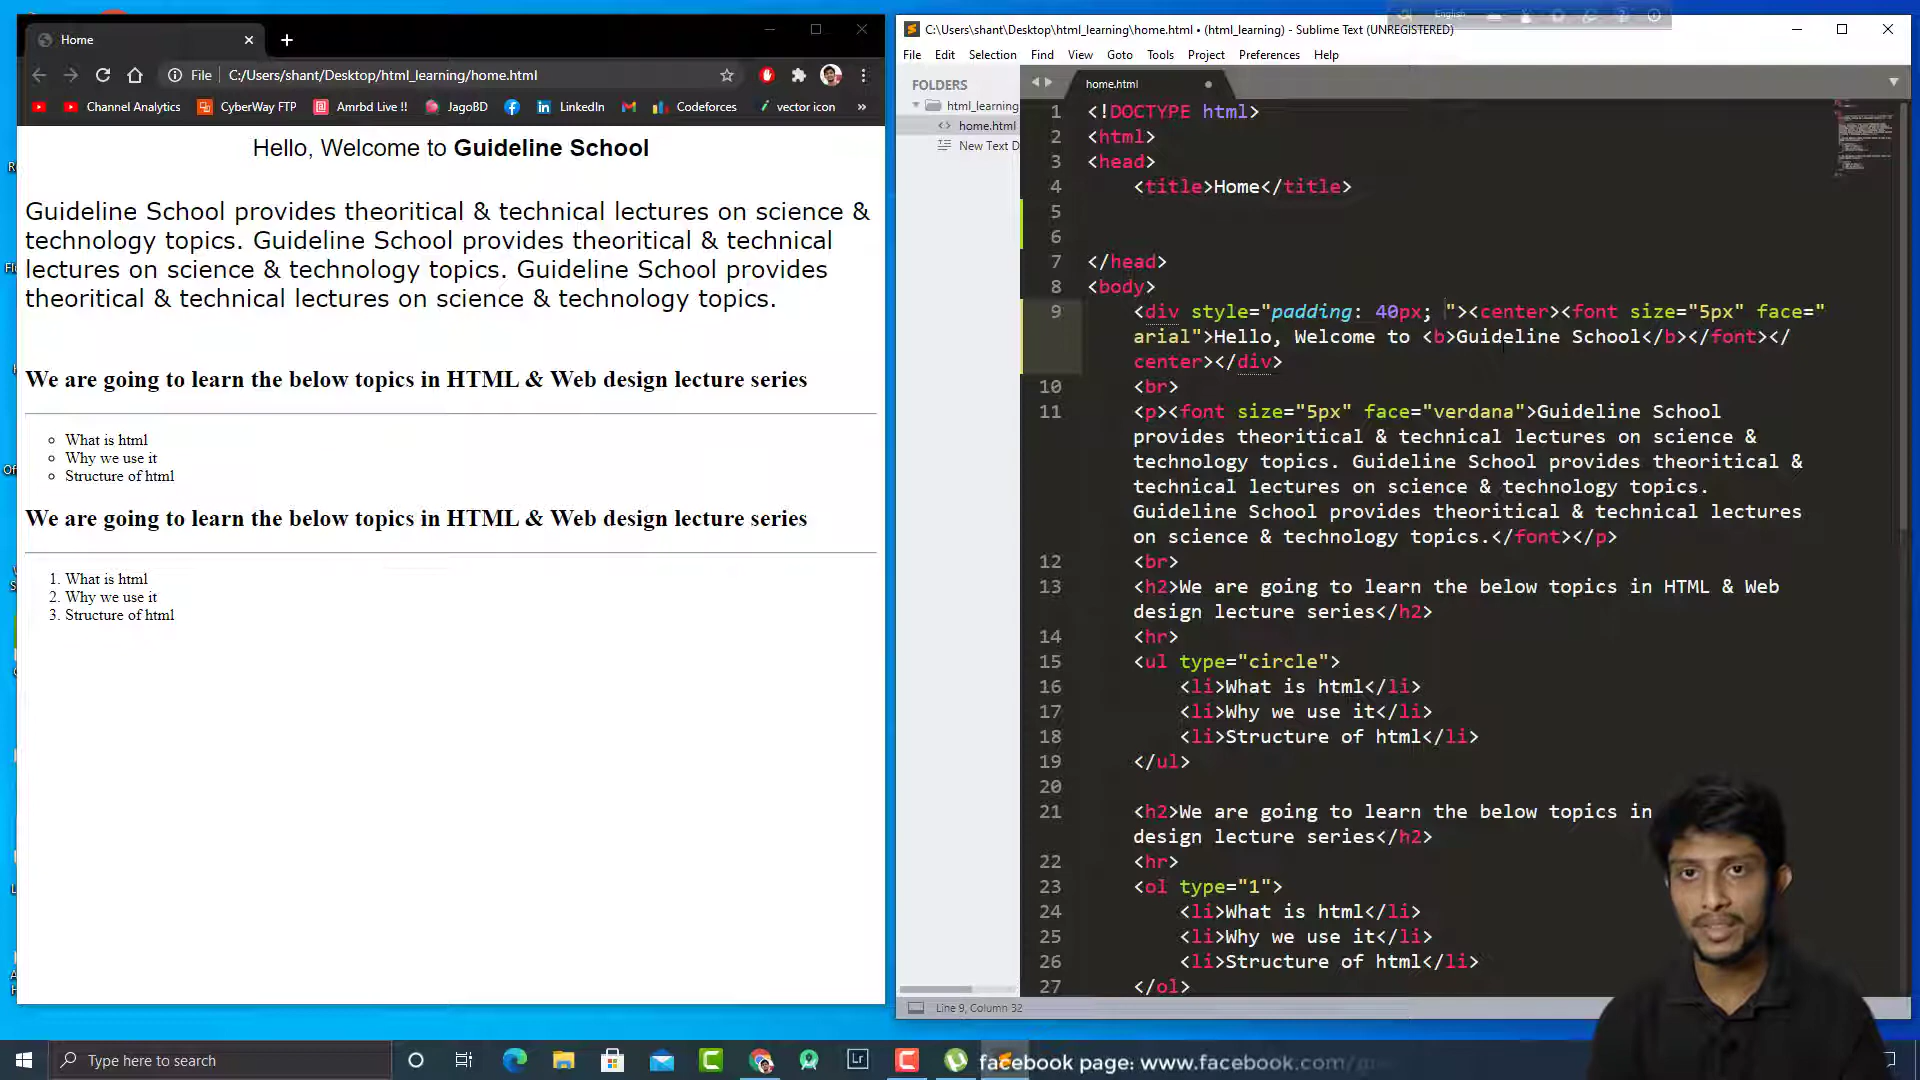 Home
File C:/Users/shant/Desktop/html_learning/home.html
Channel Analytics CyberWay FTP Amrbd Live !! JagoBD LinkedIn Codeforces vector icon »
Hello, Welcome to Guideline School
Guideline School provides theoritical & technical lectures on science &
technology topics. Guideline School provides theoritical & technical
lectures on science & technology topics. Guideline School provides
theoritical & technical lectures on science & technology topics.
We are going to learn the below topics in HTML & Web design lecture series
What is html
Why we use it
Structure of html
We are going to learn the below topics in HTML & Web design lecture series
1. What is html
2. Why we use it
3. Structure of html
C:\Users\shant\Desktop\html_learning\home.html • (html_learning) - Sublime Text (UNREGISTERED)
English
File Edit Selection Find View Goto Tools Project Preferences Help
FOLDERS
html_learning
home.html
New Text D
home.html
1 <!DOCTYPE html>
2 <html>
3 <head>
4 <title>Home</title>
5
6
7 </head>
8 <body>
9 <div style="padding: 40px; "><center><font size="5px" face="
arial">Hello, Welcome to <b>Guideline School</b></font></
center></div>
10 <br>
11 <p><font size="5px" face="verdana">Guideline School
provides theoritical & technical lectures on science &
technology topics. Guideline School provides theoritical &
technical lectures on science & technology topics.
Guideline School provides theoritical & technical lectures
on science & technology topics.</font></p>
12 <br>
13 <h2>We are going to learn the below topics in HTML & Web
design lecture series</h2>
14 <hr>
15 <ul type="circle">
16 <li>What is html</li>
17 <li>Why we use it</li>
18 <li>Structure of html</li>
19 </ul>
20
21 <h2>We are going to learn the below topics in
design lecture series</h2>
22 <hr>
23 <ol type="1">
24 <li>What is html</li>
25 <li>Why we use it</li>
26 <li>Structure of html</li>
27 </ol>
Line 9, Column 32
Type here to search
Lr
facebook page: www.facebook.com/